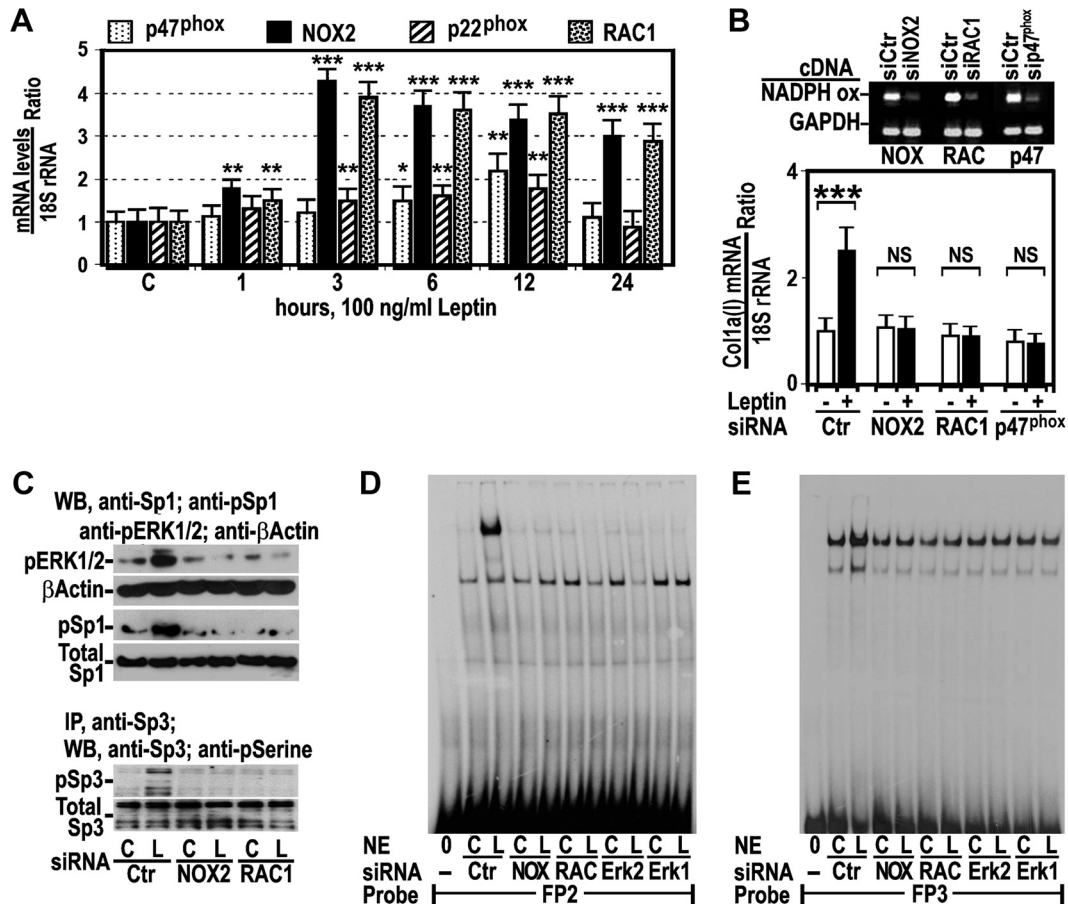 A
p47phox NOX2 p22phox RAC1
mRNA levels
18S rRNA
Ratio
5
4
3
2
1
0
*** *** *** *** *** *** *** ***
** ** ** * ** ** **
C 1 3 6 12 24
hours, 100 ng/ml Leptin
B
siCtr siNOX2 siCtr siRAC1 siCtr sip47phox
cDNA
NADPH ox
GAPDH
NOX RAC p47
Col1a(I) mRNA
18S rRNA
Ratio
4
2
0
***
NS NS NS
Leptin - + - + - + - +
siRNA Ctr NOX2 RAC1 p47phox
C
WB, anti-Sp1; anti-pSp1
anti-pERK1/2; anti-βActin
pERK1/2
βActin
pSp1
Total
Sp1
IP, anti-Sp3;
WB, anti-Sp3; anti-pSerine
pSp3
Total
Sp3
C L C L C L
siRNA Ctr NOX2 RAC1
D
NE 0 C L C L C L C L C L
siRNA – Ctr NOX RAC Erk2 Erk1
Probe FP2
E
NE 0 C L C L C L C L C L
siRNA – Ctr NOX RAC Erk2 Erk1
Probe FP3